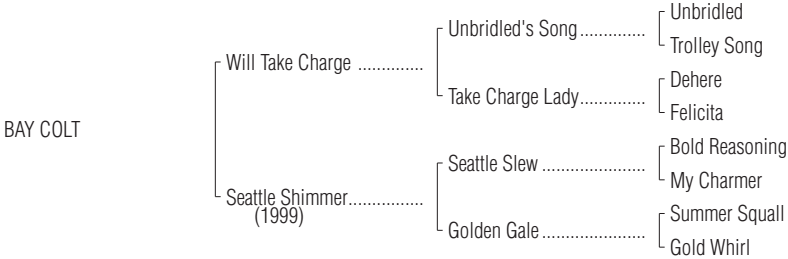 Unbridled
Unbridled's Song..............
Trolley Song
Will Take Charge ..............
Dehere
Take Charge Lady..............
Felicita
BAY COLT
Bold Reasoning
Seattle Slew ......................
My Charmer
Seattle Shimmer................
(1999)
Summer Squall
Golden Gale ......................
Gold Whirl